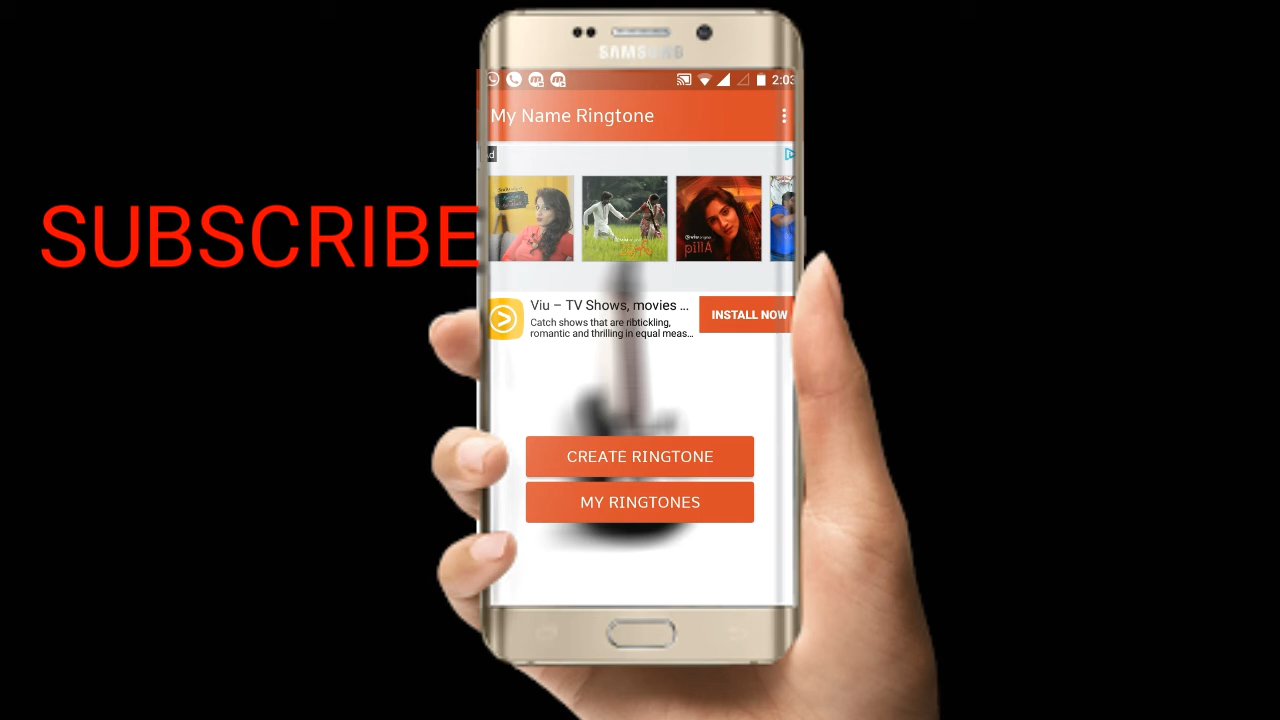 SAMSUNG
2:03
My Name Ringtone
SUBSCRIBE
pillA
Viu – TV Shows, movies ...
Catch shows that are ribtickling,
romantic and thrilling in equal meas...
INSTALL NOW
CREATE RINGTONE
MY RINGTONES